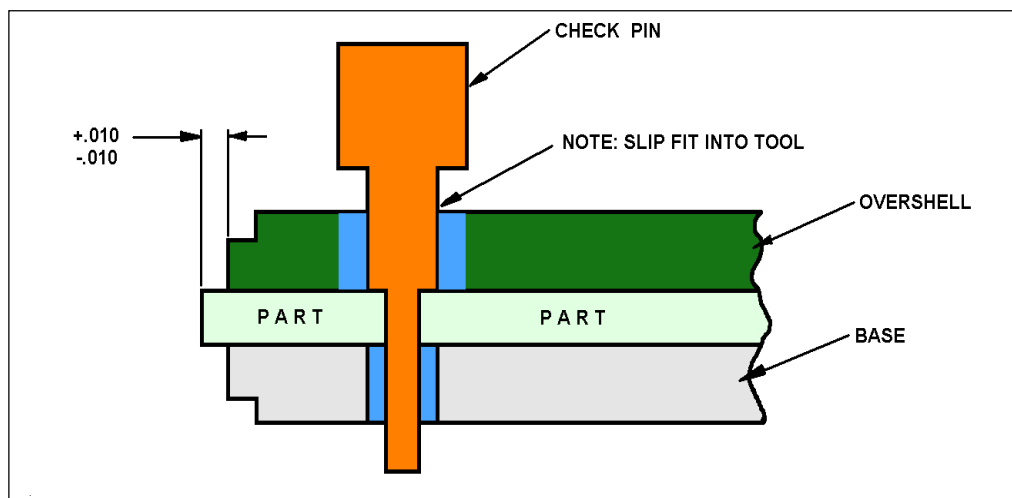 CHECK PIN
+.010
-.010
NOTE: SLIP FIT INTO TOOL
OVERSHELL
PART
PART
BASE